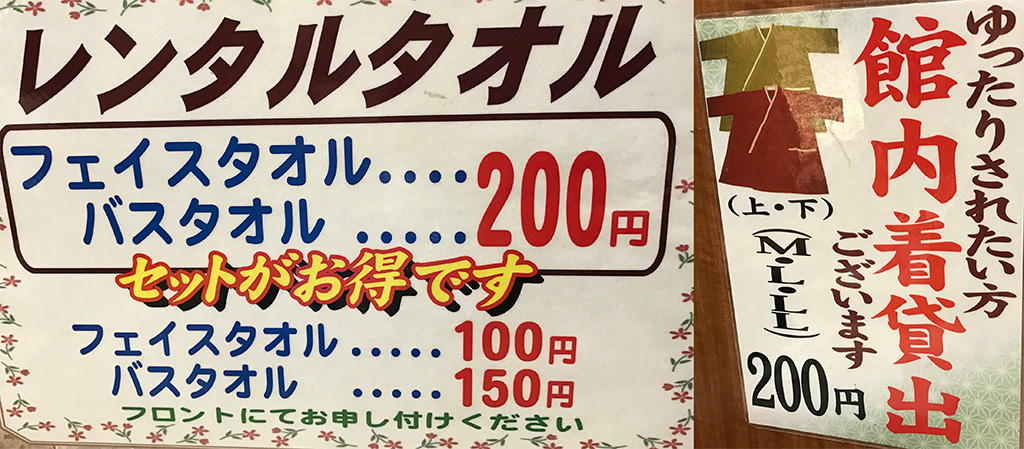 レンタルタオル
フェイスタオル....
バスタオル .....
200円
セットがお得です
フェイスタオル.....100円
バスタオル .....150円
フロントにてお申し付けください
ゆったりされたい方
館内着貸出
ございます
(上・下)
(M・L・LL)
200円